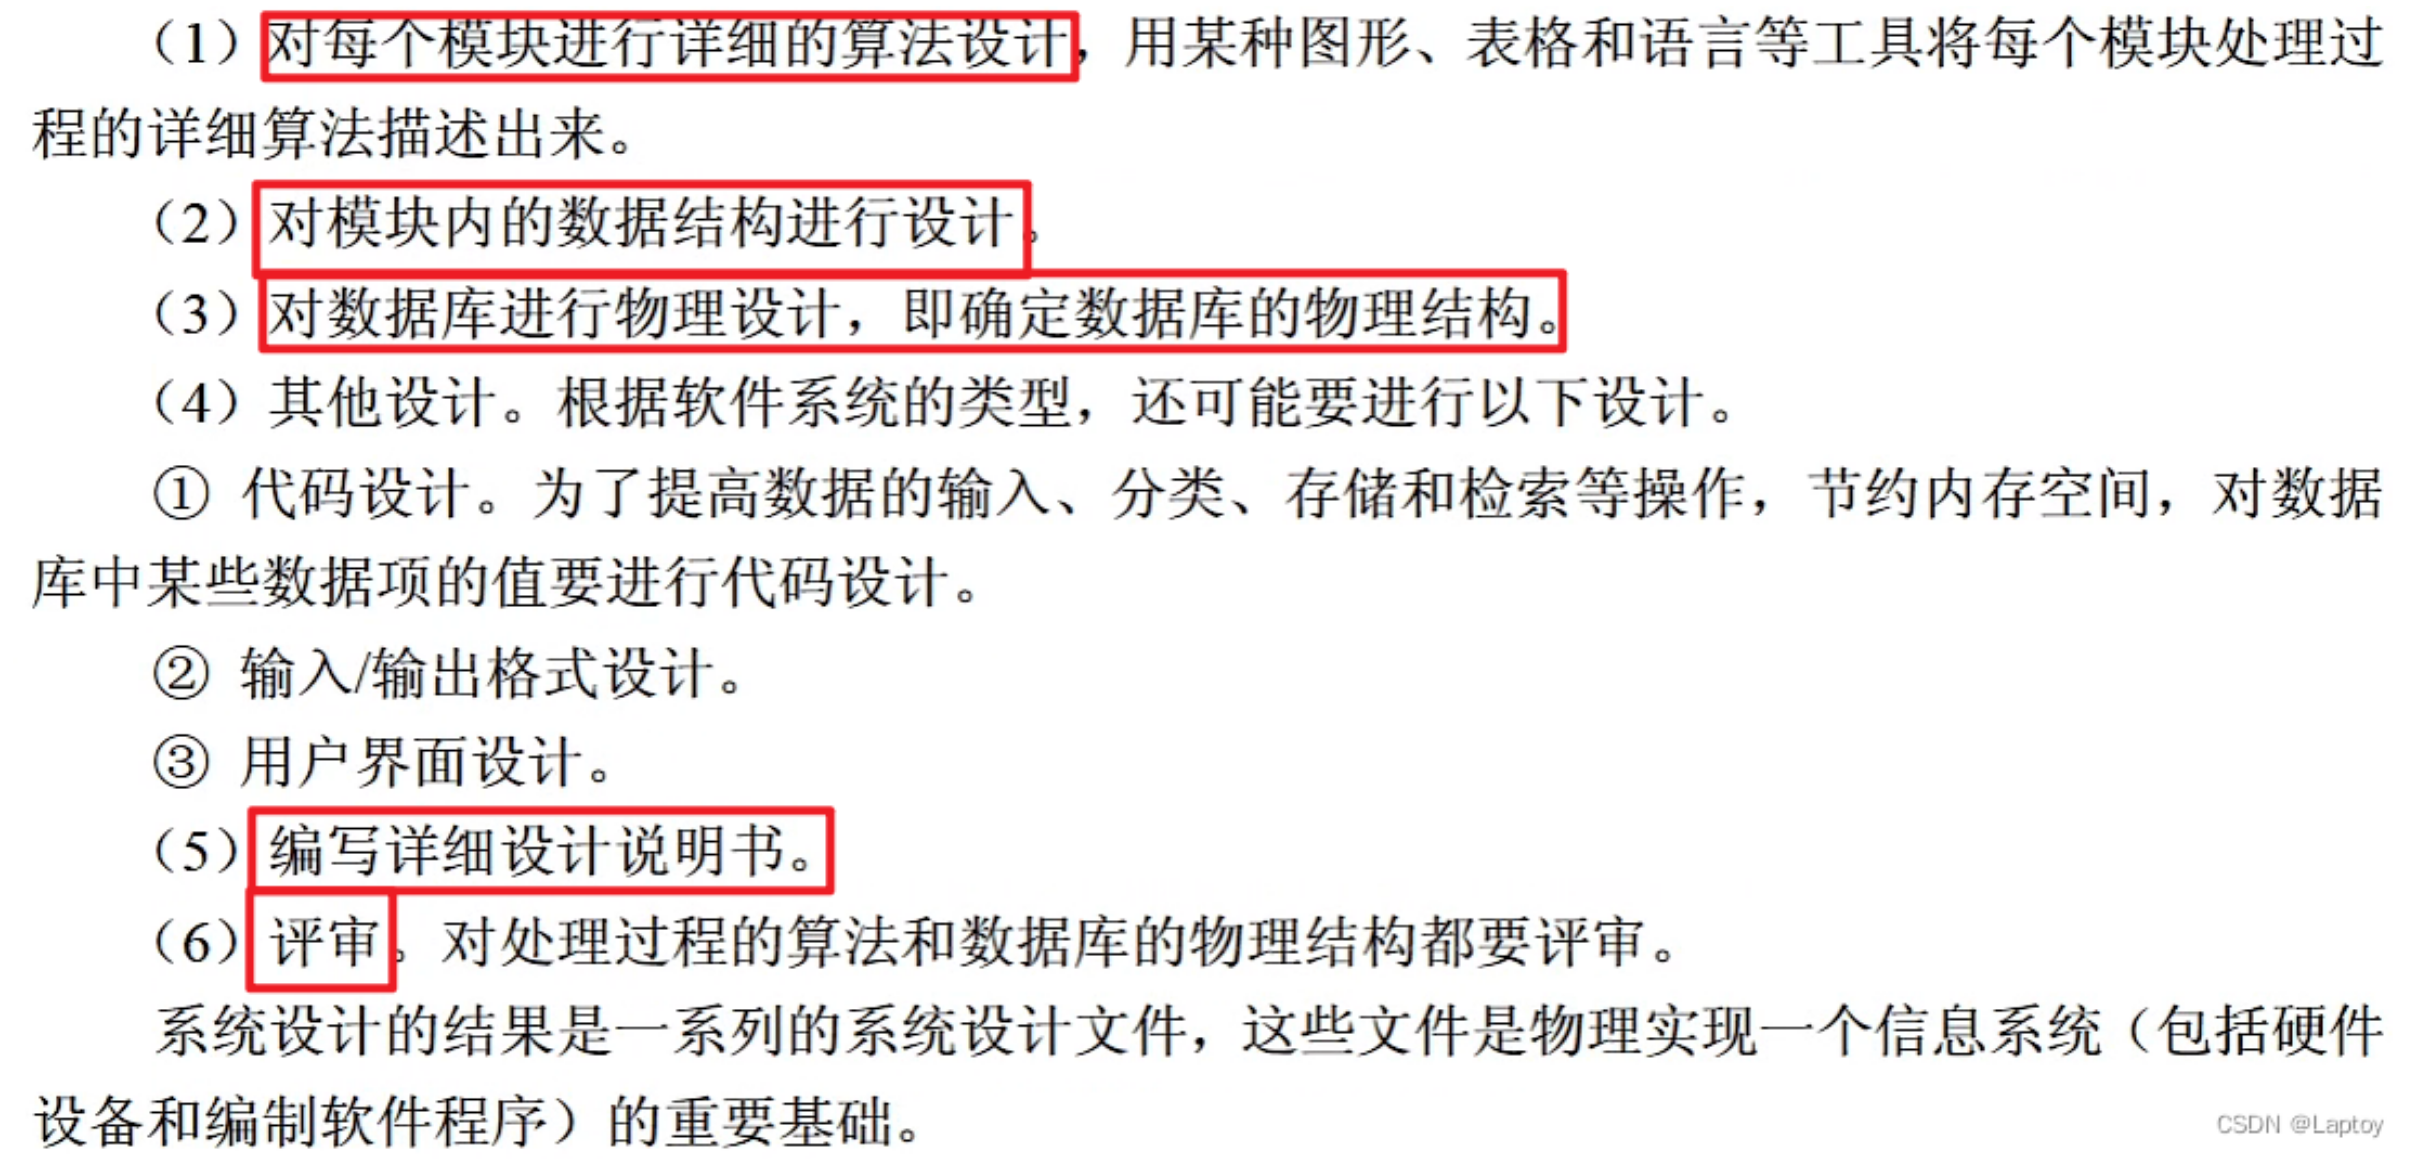 （1）对每个模块进行详细的算法设计，用某种图形、表格和语言等工具将每个模块处理过
程的详细算法描述出来。
（2）对模块内的数据结构进行设计。
（3）对数据库进行物理设计，即确定数据库的物理结构。
（4）其他设计。根据软件系统的类型，还可能要进行以下设计。
① 代码设计。为了提高数据的输入、分类、存储和检索等操作，节约内存空间，对数据
库中某些数据项的值要进行代码设计。
② 输入/输出格式设计。
③ 用户界面设计。
（5）编写详细设计说明书。
（6）评审。对处理过程的算法和数据库的物理结构都要评审。
系统设计的结果是一系列的系统设计文件，这些文件是物理实现一个信息系统（包括硬件
设备和编制软件程序）的重要基础。
CSDN @Laptoy